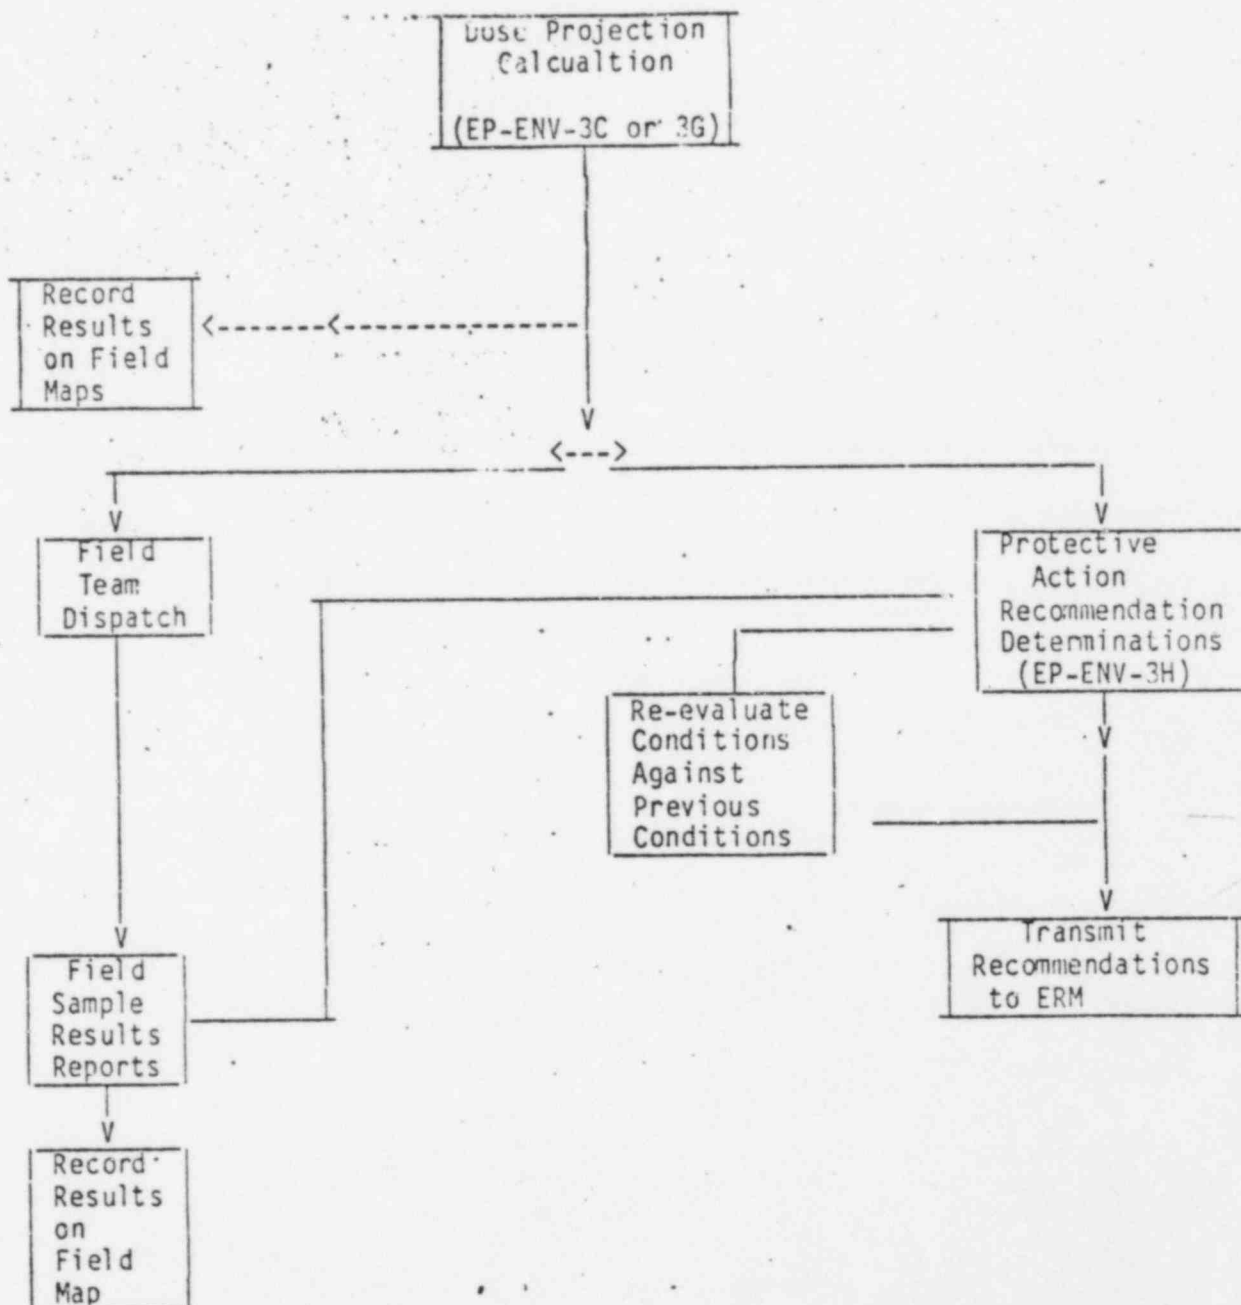 Dose Projection
Calcualtion
(EP-ENV-3C or 3G)
Record
Results
on Field
Maps
Field
Team
Dispatch
Protective
Action
Recommendation
Determinations
(EP-ENV-3H)
Re-evaluate
Conditions
Against
Previous
Conditions
Transmit
Recommendations
to ERM
Field
Sample
Results
Reports
Record
Results
on
Field
Map